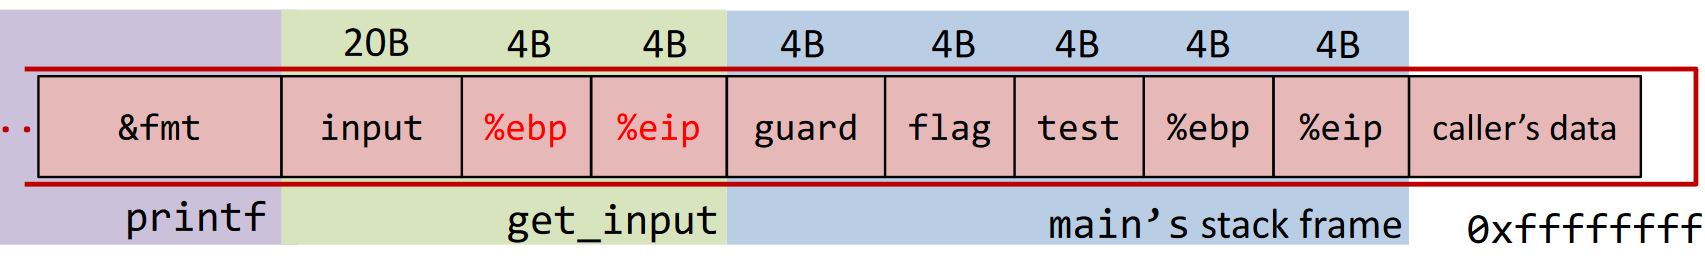 20B 4B 4B 4B 4B 4B 4B 4B
.. &fmt input %ebp %eip guard flag test %ebp %eip caller’s data
printf get_input main’s stack frame 0xffffffff